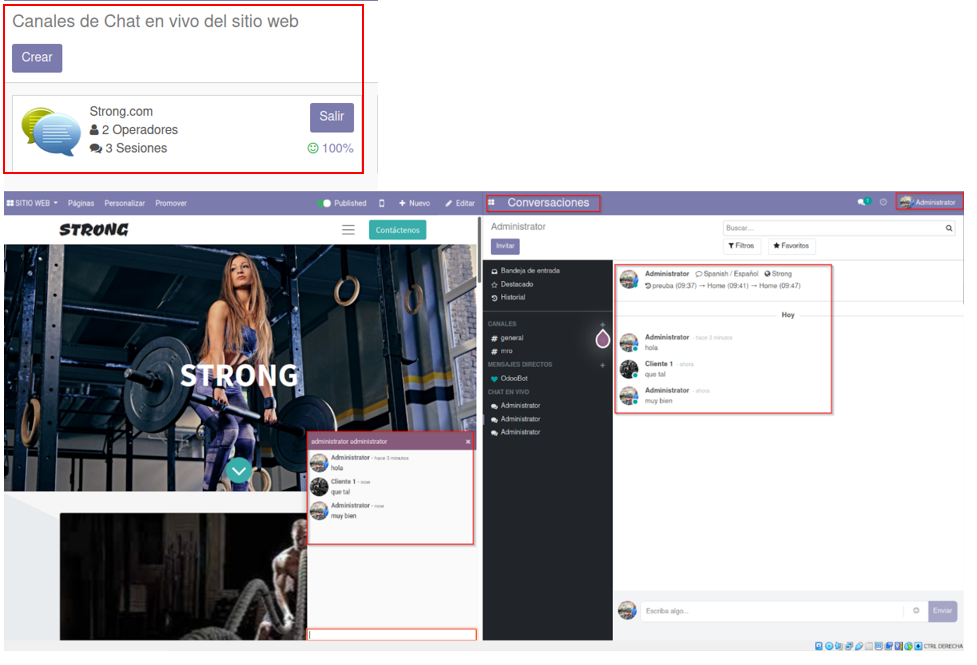 Canales de Chat en vivo del sitio web
Crear
Strong.com
2 Operadores
3 Sesiones
Salir
100%
SITIO WEB Páginas Personalizar Promover Published + Nuevo Editar
STRONG
Contáctenos
STRONG
administrator administrator ×
Administrator - hace 3 minutos
hola
Cliente 1 - now
que tal
Administrator - now
muy bien
Conversaciones
Administrator
Administrator
Invitar
Buscar...
Filtros
Favoritos
Bandeja de entrada
Destacado
Historial
CANALES +
# general
# mro
MENSAJES DIRECTOS +
OdooBot
CHAT EN VIVO
Administrator
Administrator
Administrator
Administrator Spanish / Español Strong
preuba (09:37) → Home (09:41) → Home (09:47)
Hoy
Administrator - hace 3 minutos
hola
Cliente 1 - ahora
que tal
Administrator - ahora
muy bien
Escriba algo...
Enviar
CTRL DERECHA